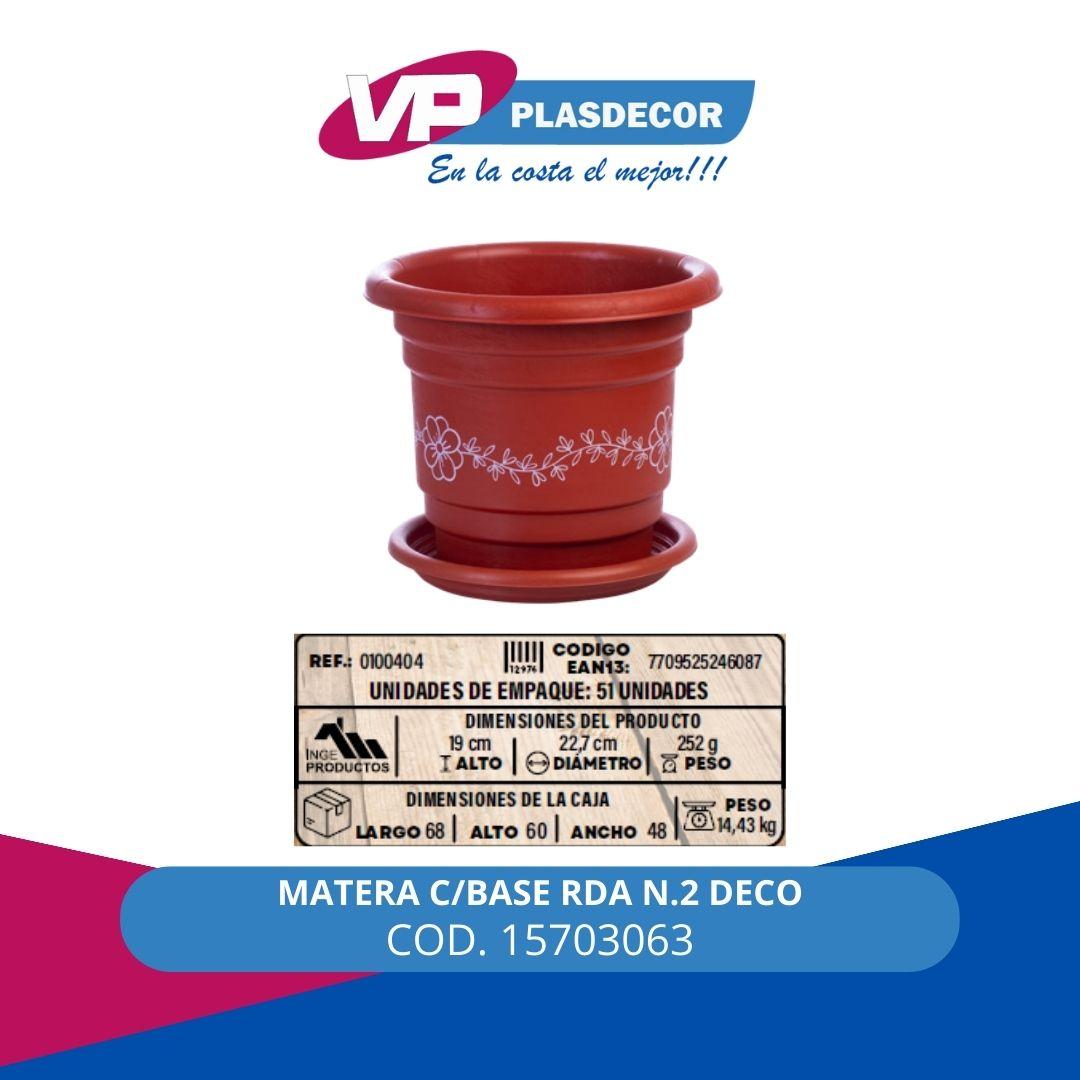 VP PLASDECOR
En la costa el mejor!!!
REF.: 0100404
12974
CODIGO
EAN13: 7709525246087
UNIDADES DE EMPAQUE: 51 UNIDADES
INGE
PRODUCTOS
DIMENSIONES DEL PRODUCTO
19 cm 22,7 cm 252 g
ALTO DIÁMETRO PESO
DIMENSIONES DE LA CAJA
LARGO 68 ALTO 60 ANCHO 48
PESO
14,43 kg
MATERA C/BASE RDA N.2 DECO
COD. 15703063